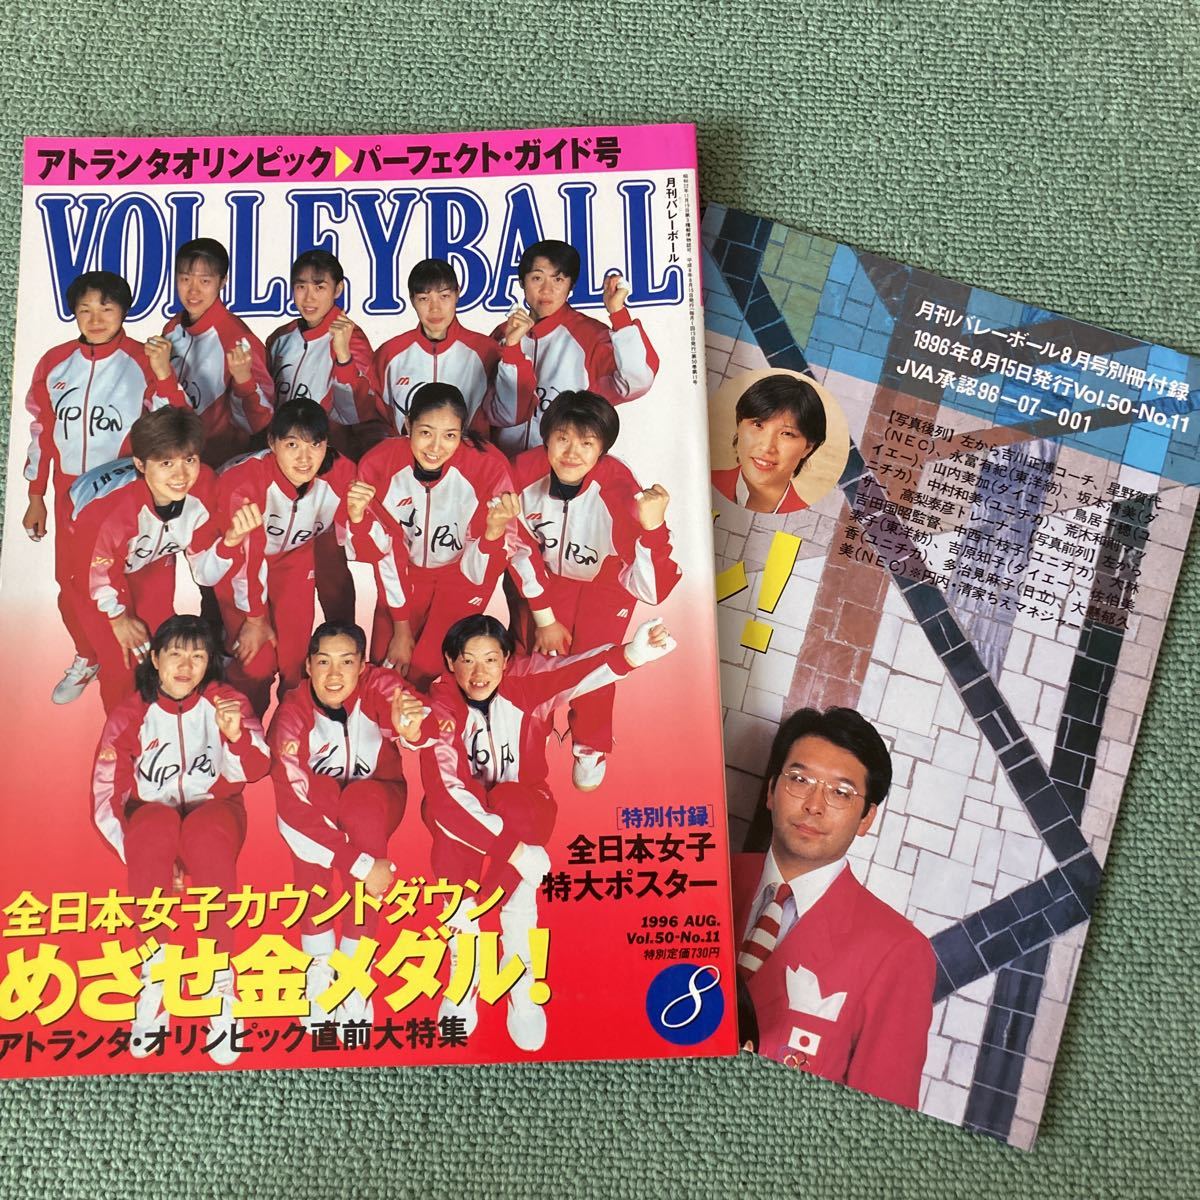 アトランタオリンピック▶パーフェクト・ガイド号
VOLLEYBALL
月刊バレーボール
NIPPON
NIPPON
NIPPON
NIPPON
NIPPON
NIPPON
[特別付録]
全日本女子
特大ポスター
1996 AUG.
Vol.50-No.11
特別定価730円
8
全日本女子カウントダウン
めざせ金メダル!
アトランタ・オリンピック直前大特集
月刊バレーボール8月号別冊付録
1996年8月15日発行Vol.50-No.11
JVA承認96-07-001
【写真後列】左から吉川正博コーチ、星野賀代
(NEC)、永富有紀(東洋紡)、坂本清美(ダ
イエー)、山内美加(ダイエー)、鳥居千穂(ユ
ニチカ)、中村和美(ユニチカ)、荒木和則
サー、高梨泰彦トレーナー【写真前列】左から
吉田国昭監督、中西千枝子(ユニチカ)、大林
素子(東洋紡)、吉原知子(ダイエー)、佐伯美
香(ユニチカ)、多治見麻子(日立)、大懸郁久
美(NEC)※円内・清家ちえマネジャー
!